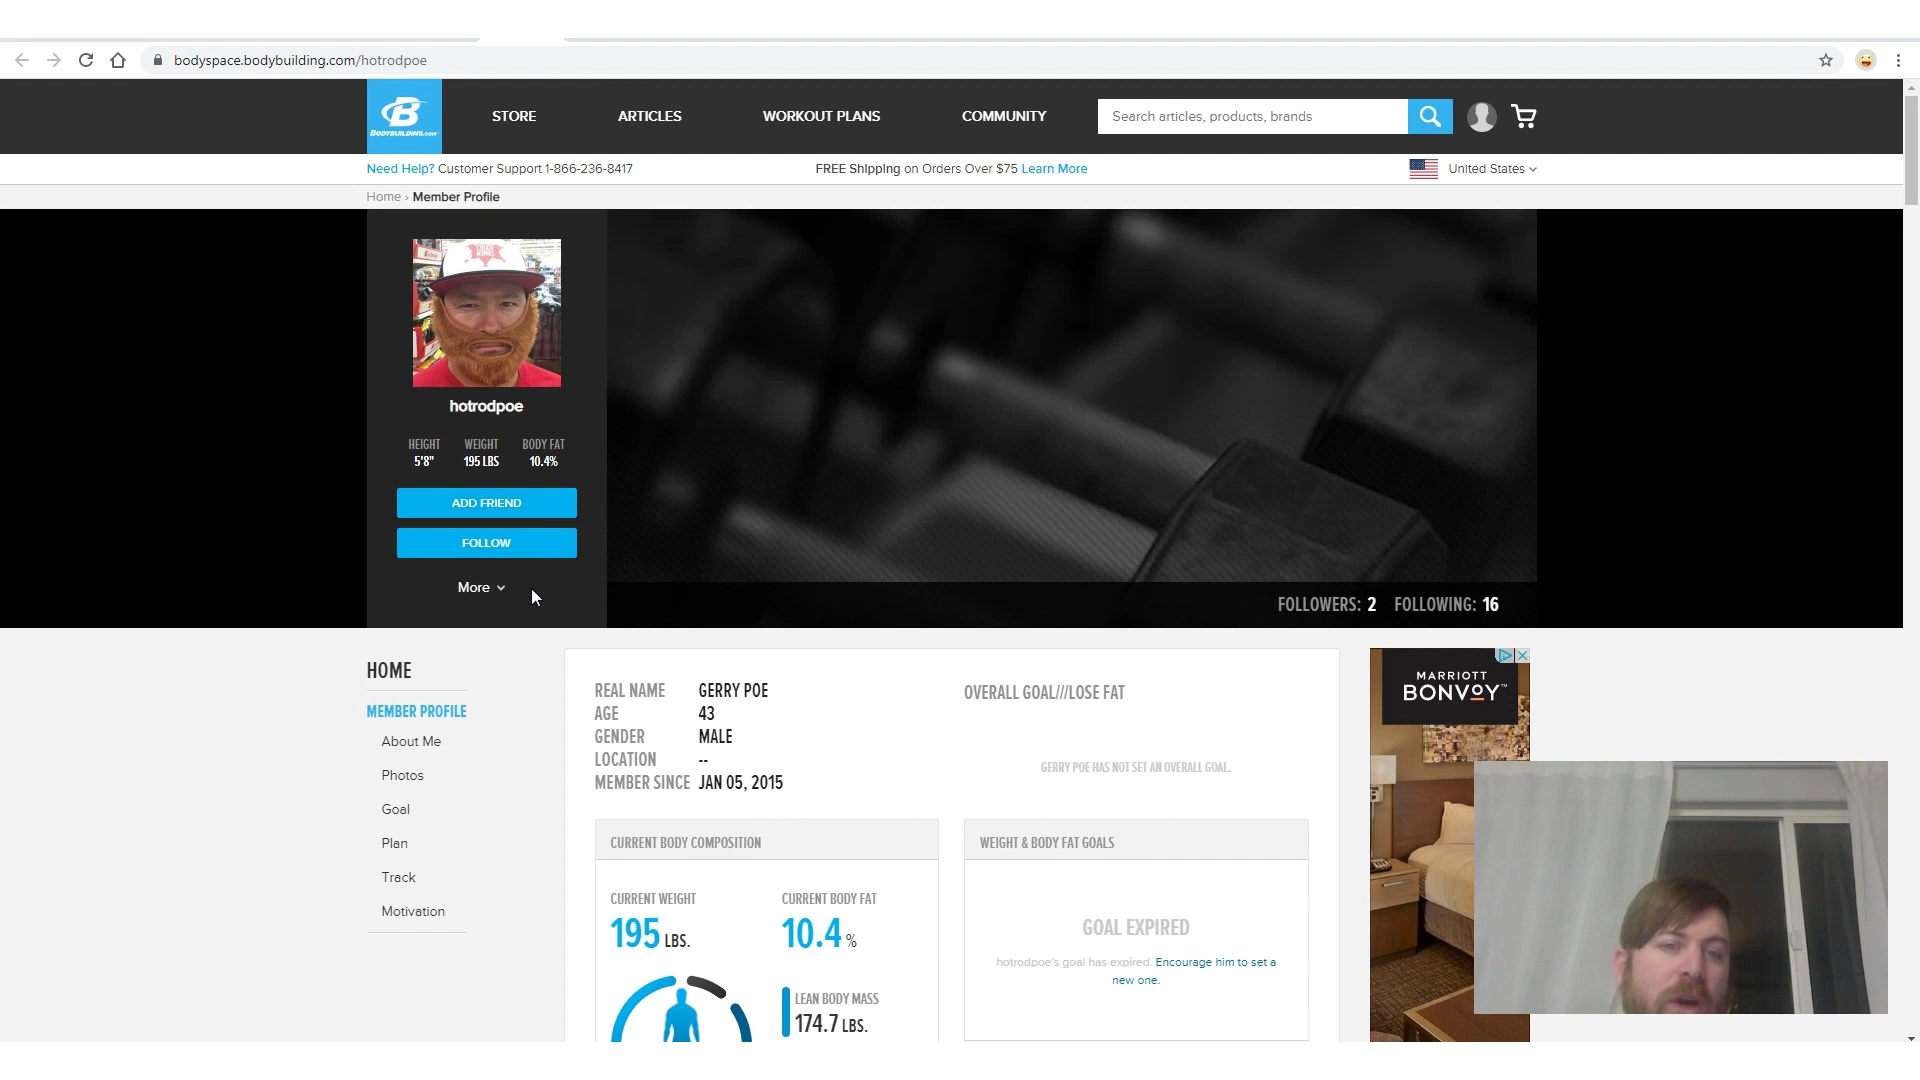 bodyspace.bodybuilding.com/hotrodpoe
B
BODYBUILDING.COM
STORE
ARTICLES
WORKOUT PLANS
COMMUNITY
Search articles, products, brands
Need Help? Customer Support 1-866-236-8417
FREE Shipping on Orders Over $75 Learn More
United States
Home › Member Profile
hotrodpoe
HEIGHT WEIGHT BODY FAT
5'8" 195 LBS 10.4%
ADD FRIEND
FOLLOW
More
FOLLOWERS: 2 FOLLOWING: 16
HOME
MEMBER PROFILE
About Me
Photos
Goal
Plan
Track
Motivation
REAL NAME GERRY POE
AGE 43
GENDER MALE
LOCATION --
MEMBER SINCE JAN 05, 2015
OVERALL GOAL///LOSE FAT
GERRY POE HAS NOT SET AN OVERALL GOAL.
CURRENT BODY COMPOSITION
CURRENT WEIGHT CURRENT BODY FAT
195 LBS. 10.4 %
LEAN BODY MASS
174.7 LBS.
WEIGHT & BODY FAT GOALS
GOAL EXPIRED
hotrodpoe's goal has expired. Encourage him to set a
new one.
MARRIOTT
BONVOY™